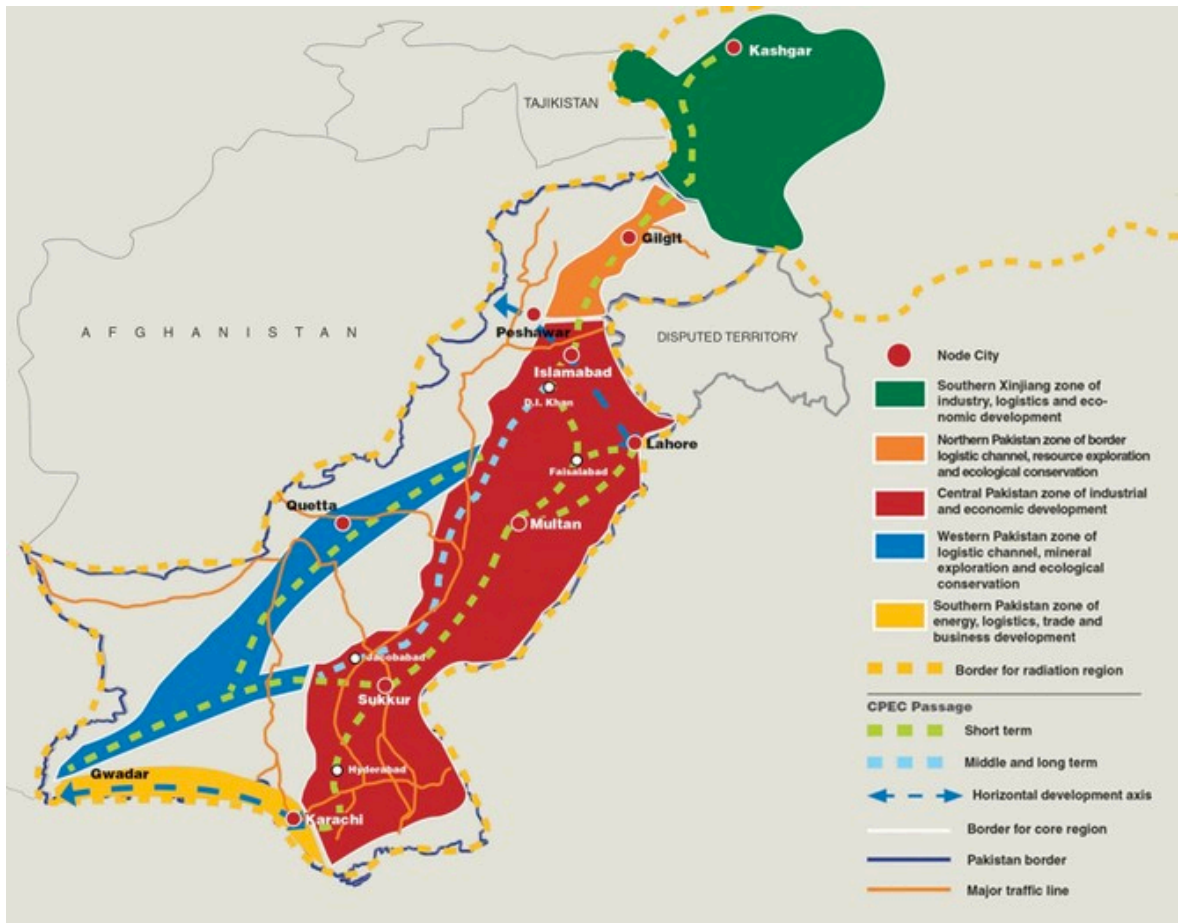 Kashgar
TAJIKISTAN
Gilgit
AFGHANISTAN
Peshawar
DISPUTED TERRITORY
Islamabad
D.I. Khan
Lahore
Faisalabad
Quetta
Multan
Jacobabad
Sukkur
Hyderabad
Gwadar
Karachi
Node City
Southern Xinjiang zone of
industry, logistics and eco-
nomic development
Northern Pakistan zone of border
logistic channel, resource exploration
and ecological conservation
Central Pakistan zone of industrial
and economic development
Western Pakistan zone of
logistic channel, mineral
exploration and ecological
conservation
Southern Pakistan zone of
energy, logistics, trade and
business development
Border for radiation region
CPEC Passage
Short term
Middle and long term
Horizontal development axis
Border for core region
Pakistan border
Major traffic line